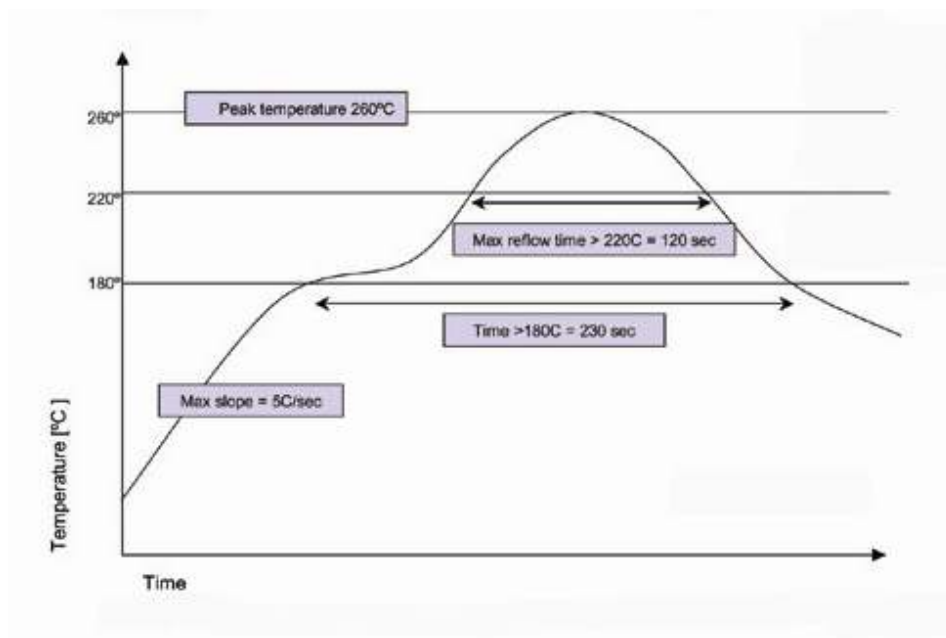 Peak temperature 260ºC
260º
220º
Max reflow time > 220C = 120 sec
180º
Time >180C = 230 sec
Max slope = 5C/sec
Temperature [ºC ]
Time